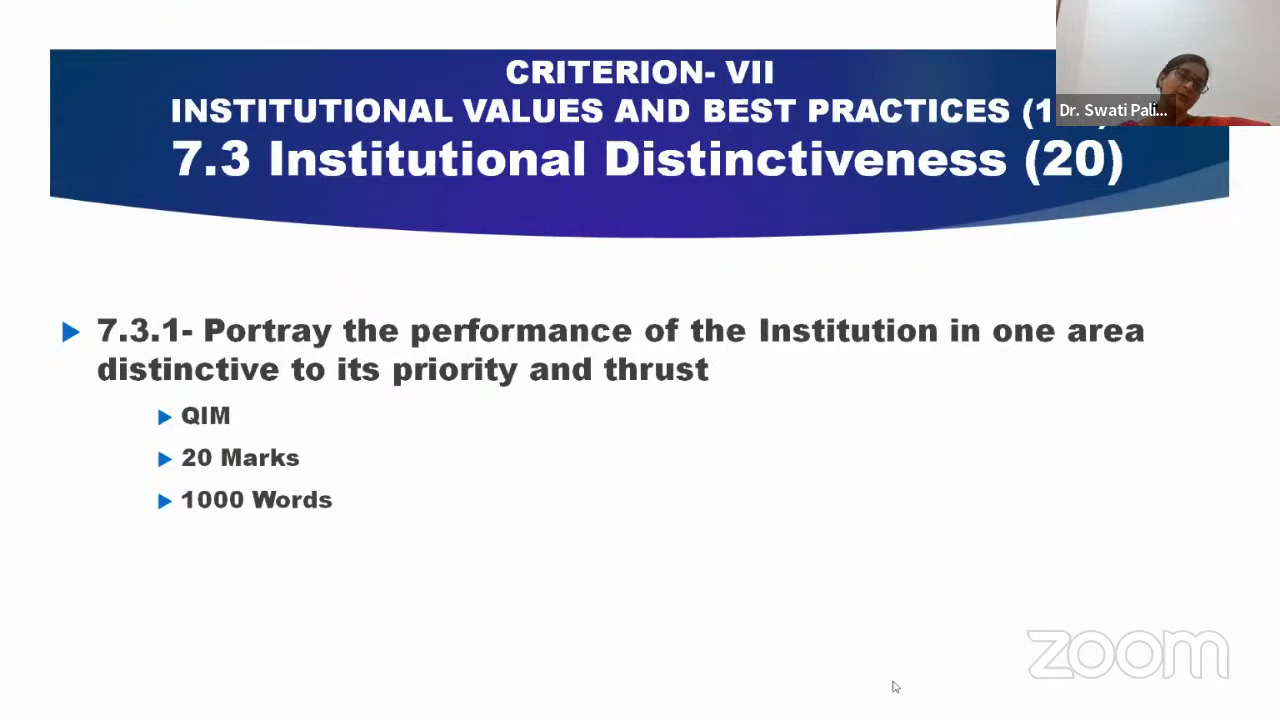 CRITERION- VII
INSTITUTIONAL VALUES AND BEST PRACTICES
7.3 Institutional Distinctiveness (20)
Dr. Swati Pali...
7.3.1- Portray the performance of the Institution in one area
distinctive to its priority and thrust
QIM
20 Marks
1000 Words
zoom